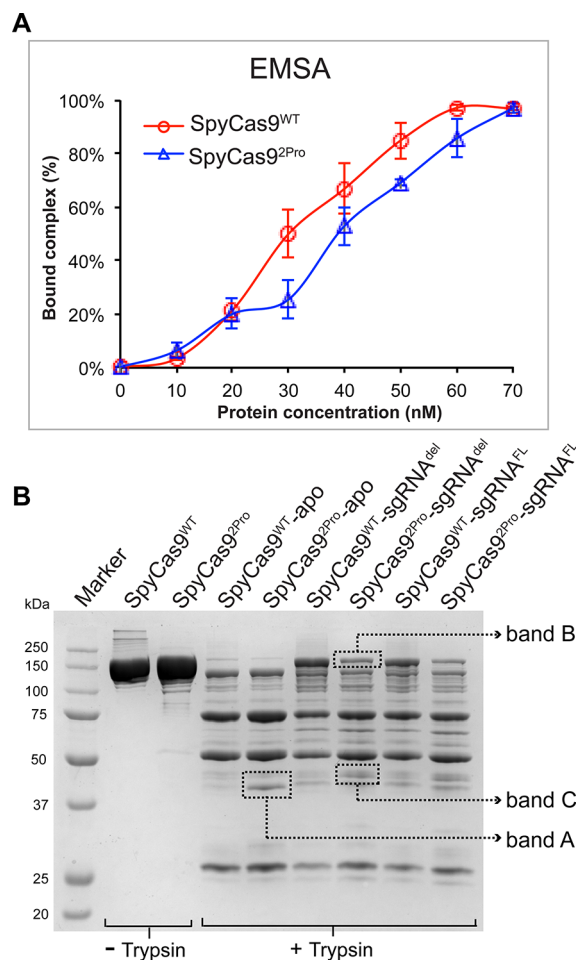 A
EMSA
100%
80%
60%
40%
20%
0%
Bound complex (%)
SpyCas9WT
SpyCas92Pro
0 10 20 30 40 50 60 70
Protein concentration (nM)
B
Marker
SpyCas9WT
SpyCas92Pro
SpyCas9WT-apo
SpyCas92Pro-apo
SpyCas9WT-sgRNAdel
SpyCas92Pro-sgRNAdel
SpyCas9WT-sgRNAFL
SpyCas92Pro-sgRNAFL
kDa
250
150
100
75
50
37
25
20
band B
band C
band A
- Trypsin
+ Trypsin